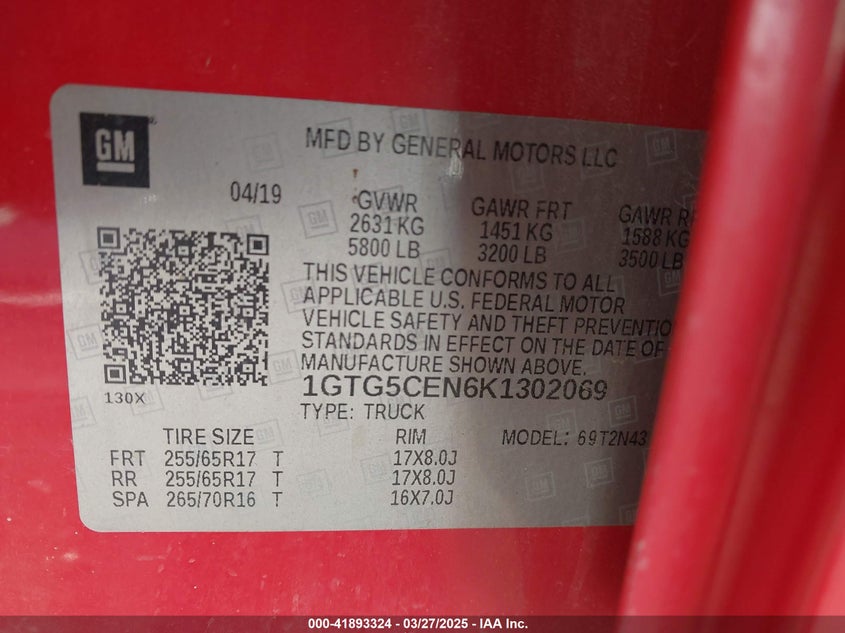 GM
MFD BY GENERAL MOTORS LLC
04/19
GVWR GAWR FRT GAWR
2631 KG 1451 KG 1588 KG
5800 LB 3200 LB 3500 LB
THIS VEHICLE CONFORMS TO ALL
APPLICABLE U.S. FEDERAL MOTOR
VEHICLE SAFETY AND THEFT PREVENTIO
STANDARDS IN EFFECT ON THE DATE OF
MANUFACTURE SHOWN ABOVE.
130X
1GTG5CEN6K1302069
TYPE: TRUCK
TIRE SIZE RIM MODEL: 69T2N43
FRT 255/65R17 T 17X8.0J
RR 255/65R17 T 17X8.0J
SPA 265/70R16 T 16X7.0J
000-41893324 | 03/27/2025 - IAA Inc.